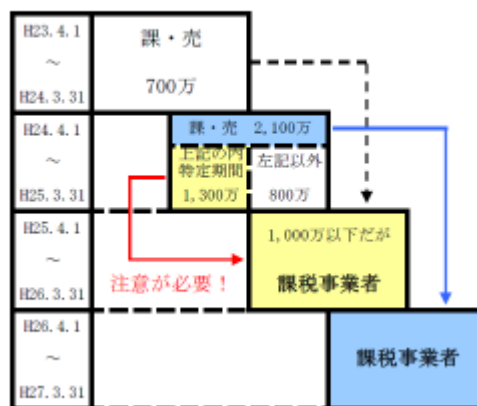 H23.4.1
～
H24.3.31
課・売
700万
H24.4.1
～
H25.3.31
課・売 2,100万
上記の内
特定期間
1,300万
左記以外
800万
H25.4.1
～
H26.3.31
注意が必要！
1,000万以下だが
課税事業者
H26.4.1
～
H27.3.31
課税事業者